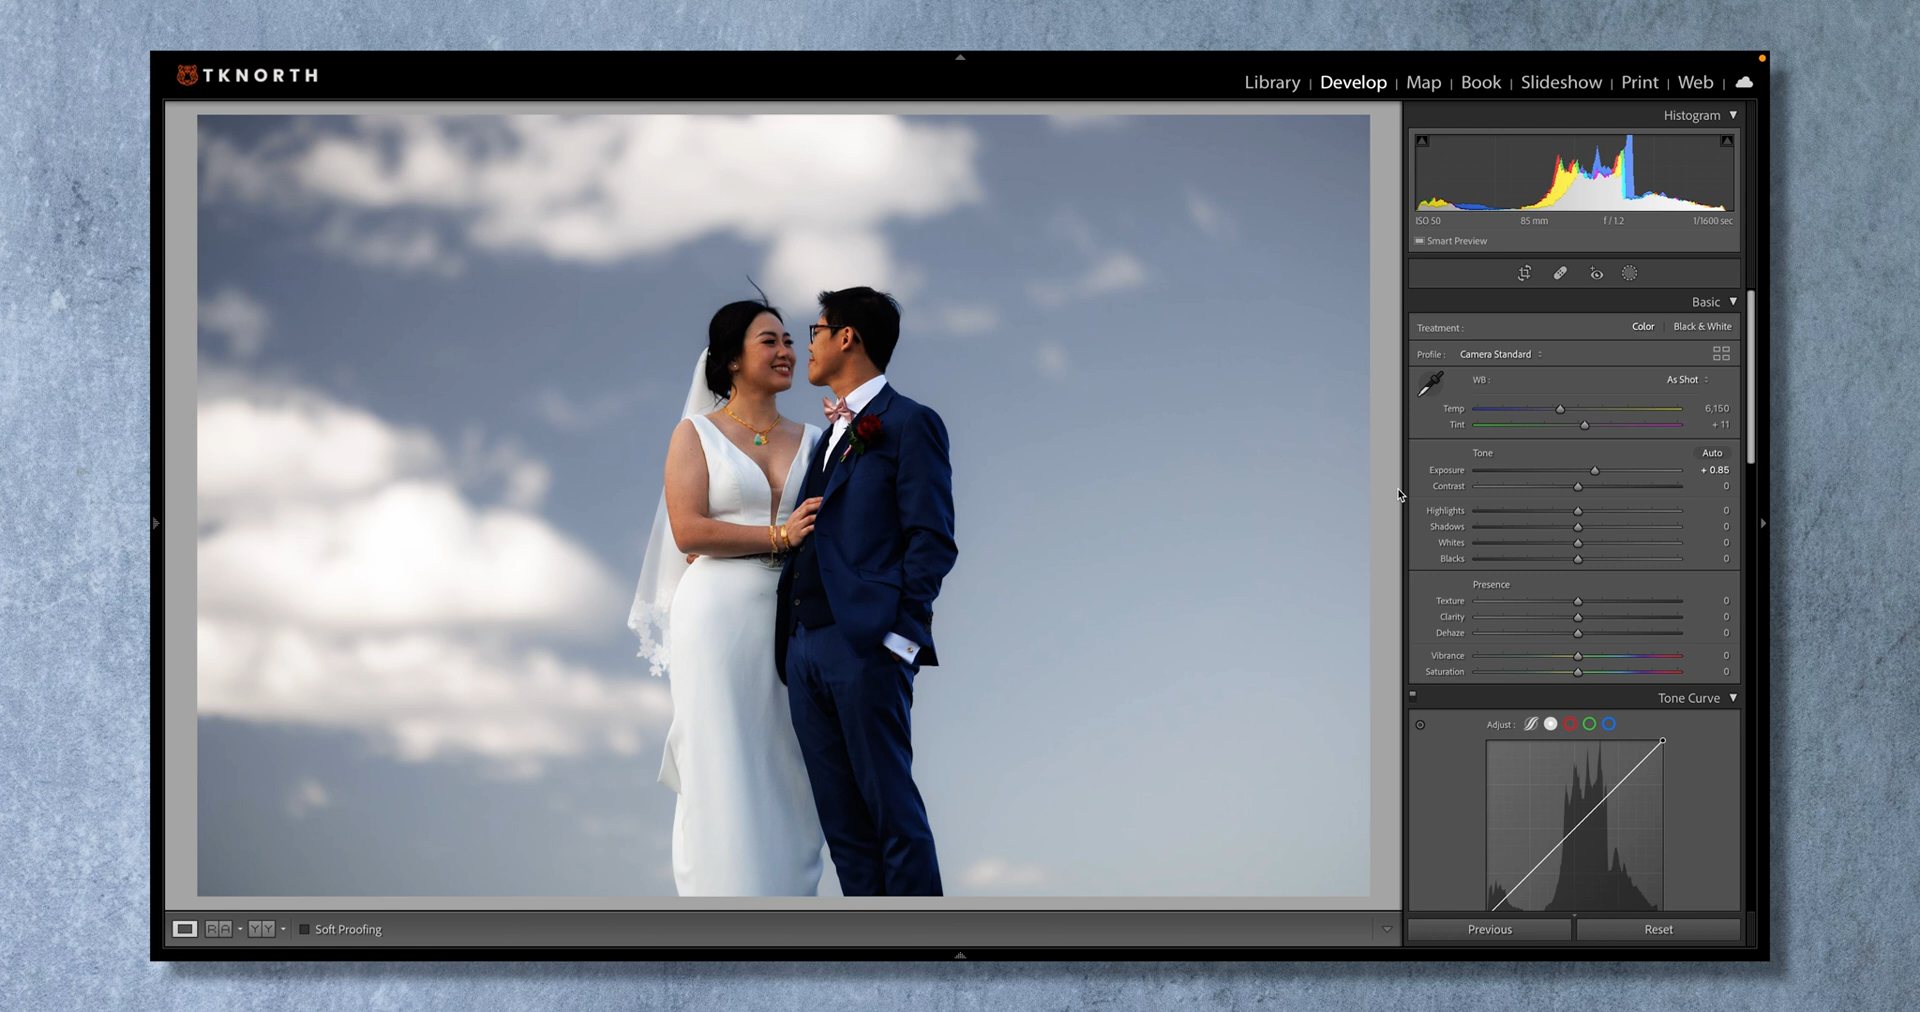 TKNORTH
Library | Develop | Map | Book | Slideshow | Print | Web |
Histogram
ISO 50 85 mm f / 1.2 1/1600 sec
Smart Preview
Basic
Treatment : Color Black & White
Profile : Camera Standard
WB : As Shot
Temp 6,150
Tint + 11
Tone Auto
Exposure + 0.85
Contrast 0
Highlights 0
Shadows 0
Whites 0
Blacks 0
Presence
Texture 0
Clarity 0
Dehaze 0
Vibrance 0
Saturation 0
Tone Curve
Adjust :
R A Y Y Soft Proofing
Previous Reset